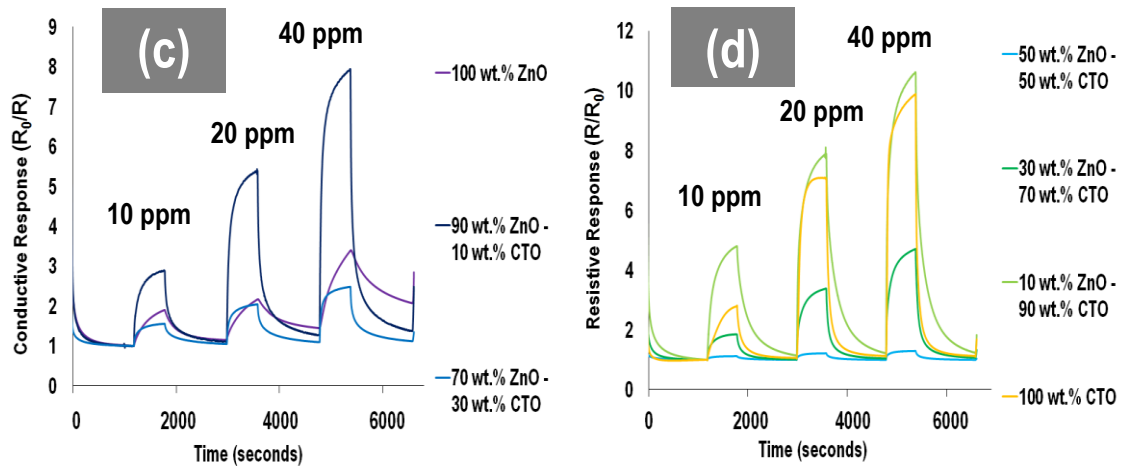 (c)
9
8
7
6
5
4
3
2
1
0
Conductive Response (R₀/R)
0
2000
4000
6000
Time (seconds)
10 ppm
20 ppm
40 ppm
100 wt.% ZnO
90 wt.% ZnO -
10 wt.% CTO
70 wt.% ZnO -
30 wt.% CTO
(d)
12
10
8
6
4
2
0
Resistive Response (R/R₀)
0
2000
4000
6000
Time (seconds)
10 ppm
20 ppm
40 ppm
50 wt.% ZnO -
50 wt.% CTO
30 wt.% ZnO -
70 wt.% CTO
10 wt.% ZnO -
90 wt.% CTO
100 wt.% CTO